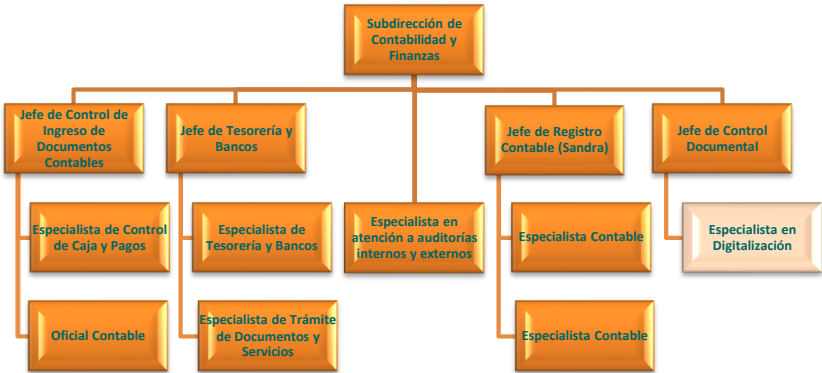 Subdirección de
Contabilidad y
Finanzas
Jefe de Control de
Ingreso de
Documentos
Contables
Jefe de Tesorería y
Bancos
Jefe de Registro
Contable (Sandra)
Jefe de Control
Documental
Especialista de Control
de Caja y Pagos
Especialista de
Tesorería y Bancos
Especialista en
atención a auditorías
internos y externos
Especialista Contable
Especialista en
Digitalización
Oficial Contable
Especialista de Trámite
de Documentos y
Servicios
Especialista Contable